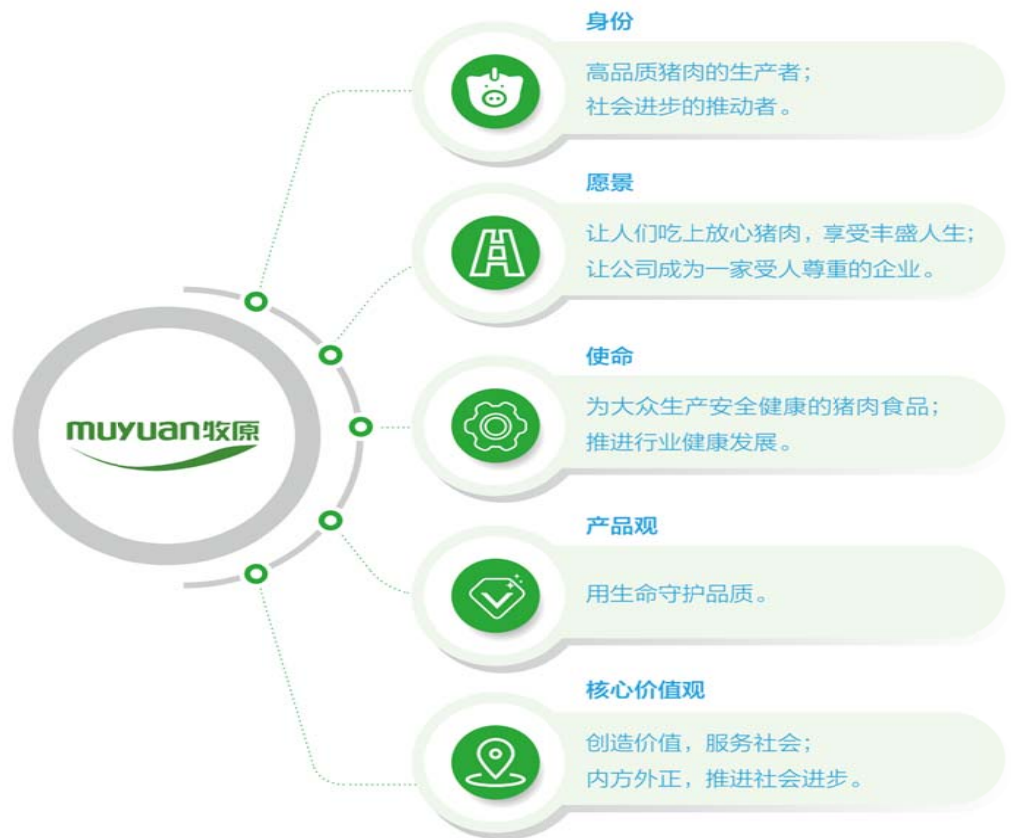 身份
高品质猪肉的生产者；
社会进步的推动者。
愿景
让人们吃上放心猪肉，享受丰盛人生；
让公司成为一家受人尊重的企业。
muyuan牧原
使命
为大众生产安全健康的猪肉食品；
推进行业健康发展。
产品观
用生命守护品质。
核心价值观
创造价值，服务社会；
内方外正，推进社会进步。